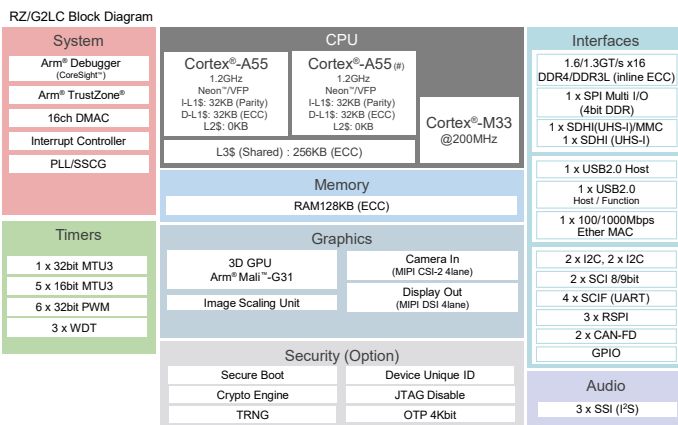 RZ/G2LC Block Diagram
System
Arm® Debugger
(CoreSight™)
Arm® TrustZone®
16ch DMAC
Interrupt Controller
PLL/SSCG
Timers
1 x 32bit MTU3
5 x 16bit MTU3
6 x 32bit PWM
3 x WDT
CPU
Cortex®-A55
1.2GHz
Neon™/VFP
I-L1$: 32KB (Parity)
D-L1$: 32KB (ECC)
L2$: 0KB
Cortex®-A55 (#)
1.2GHz
Neon™/VFP
I-L1$: 32KB (Parity)
D-L1$: 32KB (ECC)
L2$: 0KB
L3$ (Shared) : 256KB (ECC)
Cortex®-M33
@200MHz
Memory
RAM128KB (ECC)
Graphics
3D GPU
Arm® Mali™-G31
Image Scaling Unit
Camera In
(MIPI CSI-2 4lane)
Display Out
(MIPI DSI 4lane)
Security (Option)
Secure Boot
Device Unique ID
Crypto Engine
JTAG Disable
TRNG
OTP 4Kbit
Interfaces
1.6/1.3GT/s x16
DDR4/DDR3L (inline ECC)
1 x SPI Multi I/O
(4bit DDR)
1 x SDHI(UHS-I)/MMC
1 x SDHI (UHS-I)
1 x USB2.0 Host
1 x USB2.0
Host / Function
1 x 100/1000Mbps
Ether MAC
2 x I2C, 2 x I2C
2 x SCI 8/9bit
4 x SCIF (UART)
3 x RSPI
2 x CAN-FD
GPIO
Audio
3 x SSI (I²S)